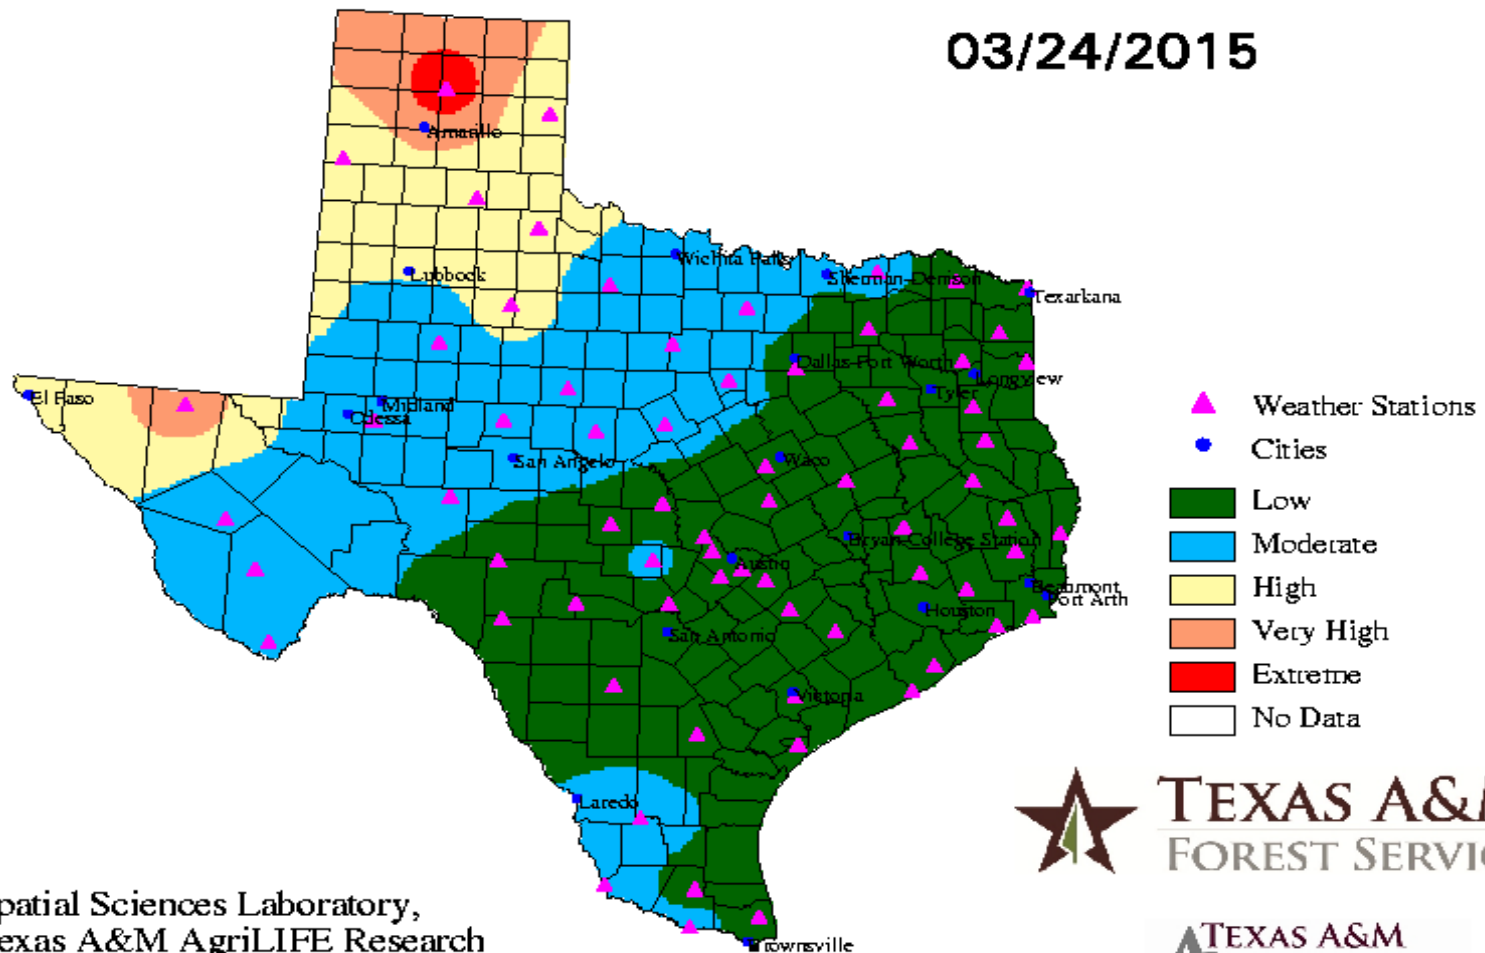 03/24/2015
Amarillo
Wichita Falls
Lubbock
Sherman-Denison
Texarkana
Dallas-Fort Worth
Longview
El Paso
Tyler
Midland
Odessa
Weather Stations
Cities
San Angelo
Waco
Low
Bryan-College Station
Moderate
Austin
Beaumont
Port Arth
High
Houston
San Antonio
Very High
Extreme
Victoria
No Data
Laredo
TEXAS A&M
FOREST SERVIC
patial Sciences Laboratory,
exas A&M AgriLIFE Research
TEXAS A&M
Brownsville